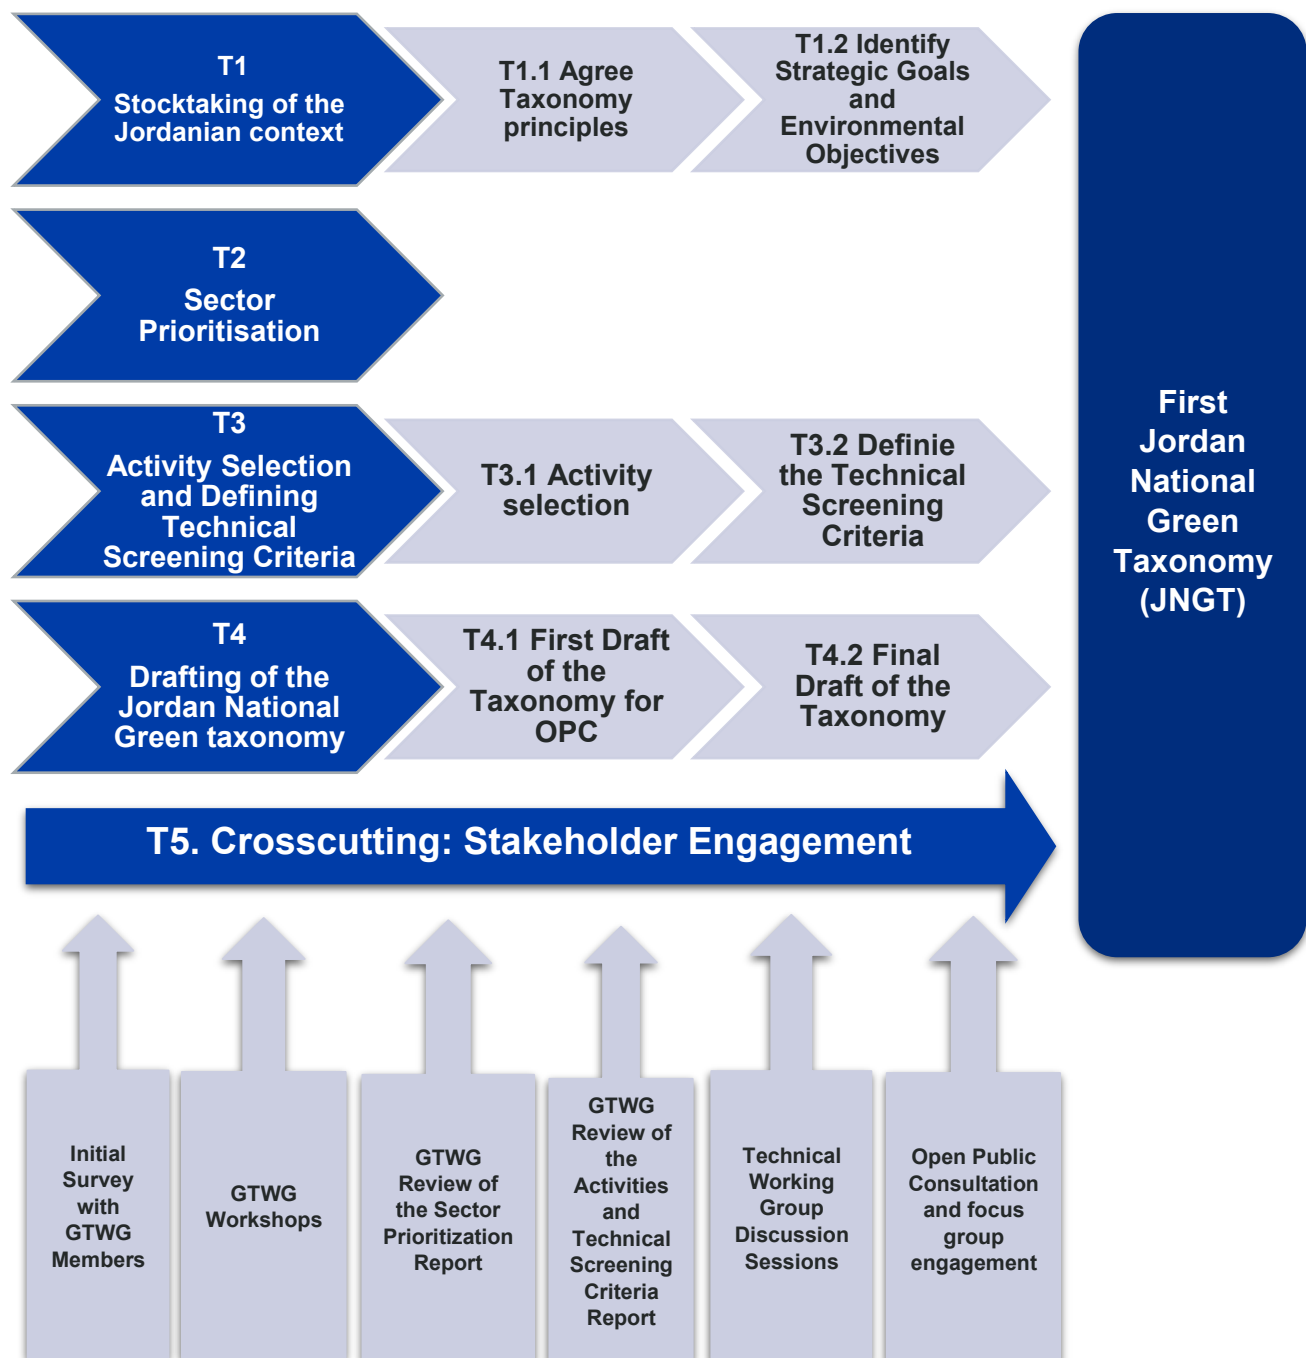 T1
Stocktaking of the
Jordanian context
T1.1 Agree
Taxonomy
principles
T1.2 Identify
Strategic Goals
and
Environmental
Objectives
T2
Sector
Prioritisation
T3
Activity Selection
and Defining
Technical
Screening Criteria
T3.1 Activity
selection
T3.2 Definie
the Technical
Screening
Criteria
T4
Drafting of the
Jordan National
Green taxonomy
T4.1 First Draft
of the
Taxonomy for
OPC
T4.2 Final
Draft of the
Taxonomy
First
Jordan
National
Green
Taxonomy
(JNGT)
T5. Crosscutting: Stakeholder Engagement
Initial
Survey
with
GTWG
Members
GTWG
Workshops
GTWG
Review of
the Sector
Prioritization
Report
GTWG
Review of
the
Activities
and
Technical
Screening
Criteria
Report
Technical
Working
Group
Discussion
Sessions
Open Public
Consultation
and focus
group
engagement